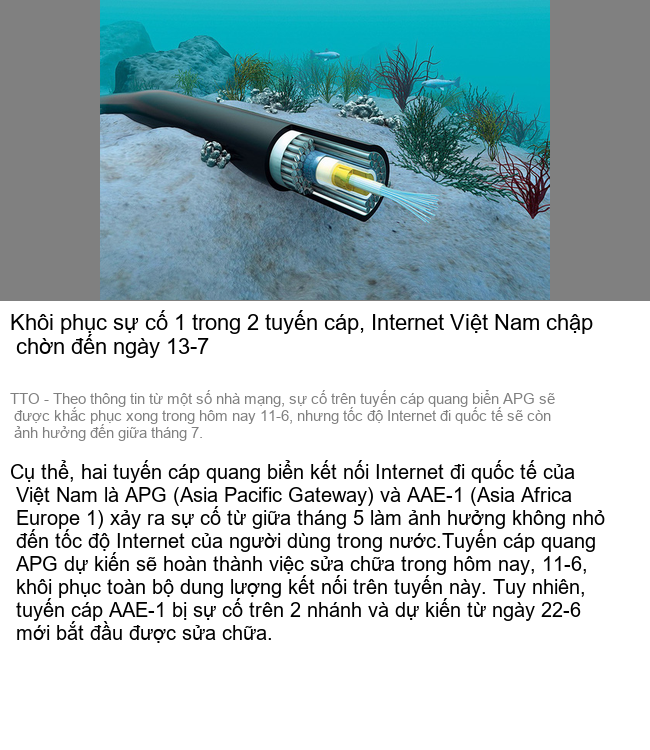 Khôi phục sự cố 1 trong 2 tuyến cáp, Internet Việt Nam chập
chờn đến ngày 13-7
TTO - Theo thông tin từ một số nhà mạng, sự cố trên tuyến cáp quang biển APG sẽ
được khắc phục xong trong hôm nay 11-6, nhưng tốc độ Internet đi quốc tế sẽ còn
ảnh hưởng đến giữa tháng 7.
Cụ thể, hai tuyến cáp quang biển kết nối Internet đi quốc tế của
Việt Nam là APG (Asia Pacific Gateway) và AAE-1 (Asia Africa
Europe 1) xảy ra sự cố từ giữa tháng 5 làm ảnh hưởng không nhỏ
đến tốc độ Internet của người dùng trong nước.Tuyến cáp quang
APG dự kiến sẽ hoàn thành việc sửa chữa trong hôm nay, 11-6,
khôi phục toàn bộ dung lượng kết nối trên tuyến này. Tuy nhiên,
tuyến cáp AAE-1 bị sự cố trên 2 nhánh và dự kiến từ ngày 22-6
mới bắt đầu được sửa chữa.